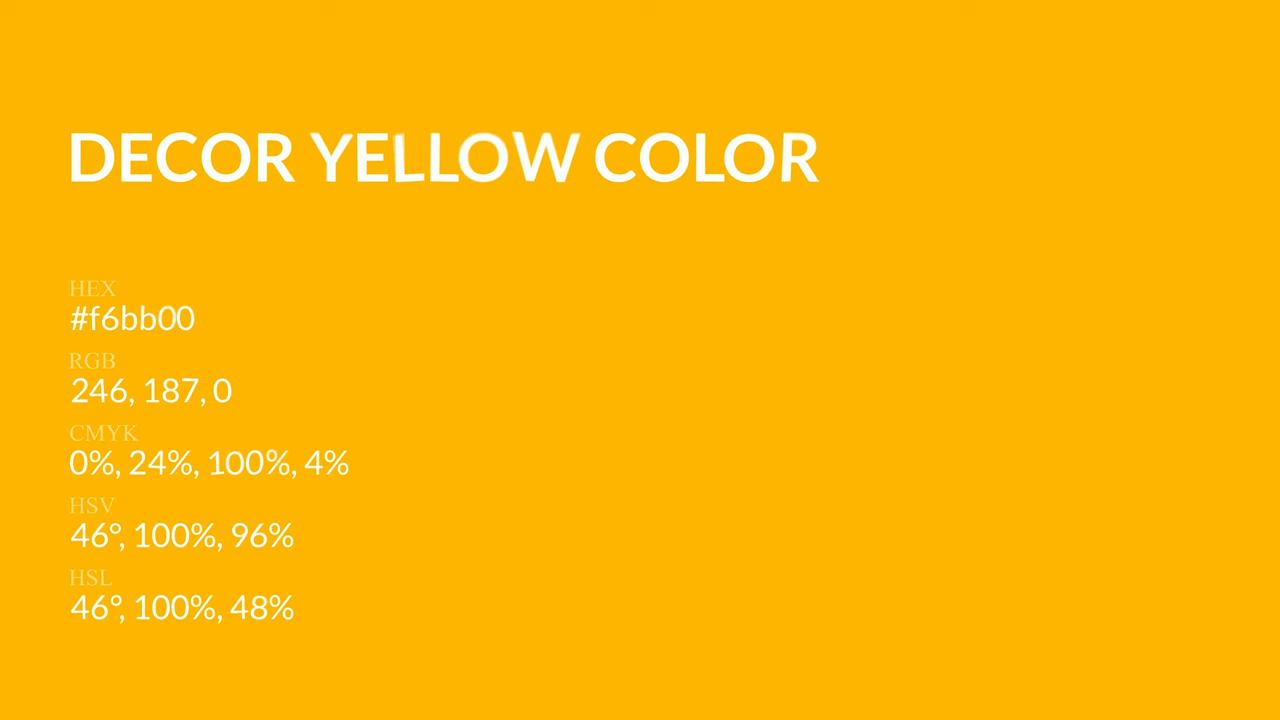 DECOR YELLOW COLOR
HEX
#f6bb00
RGB
246, 187, 0
CMYK
0%, 24%, 100%, 4%
HSV
46°, 100%, 96%
HSL
46°, 100%, 48%